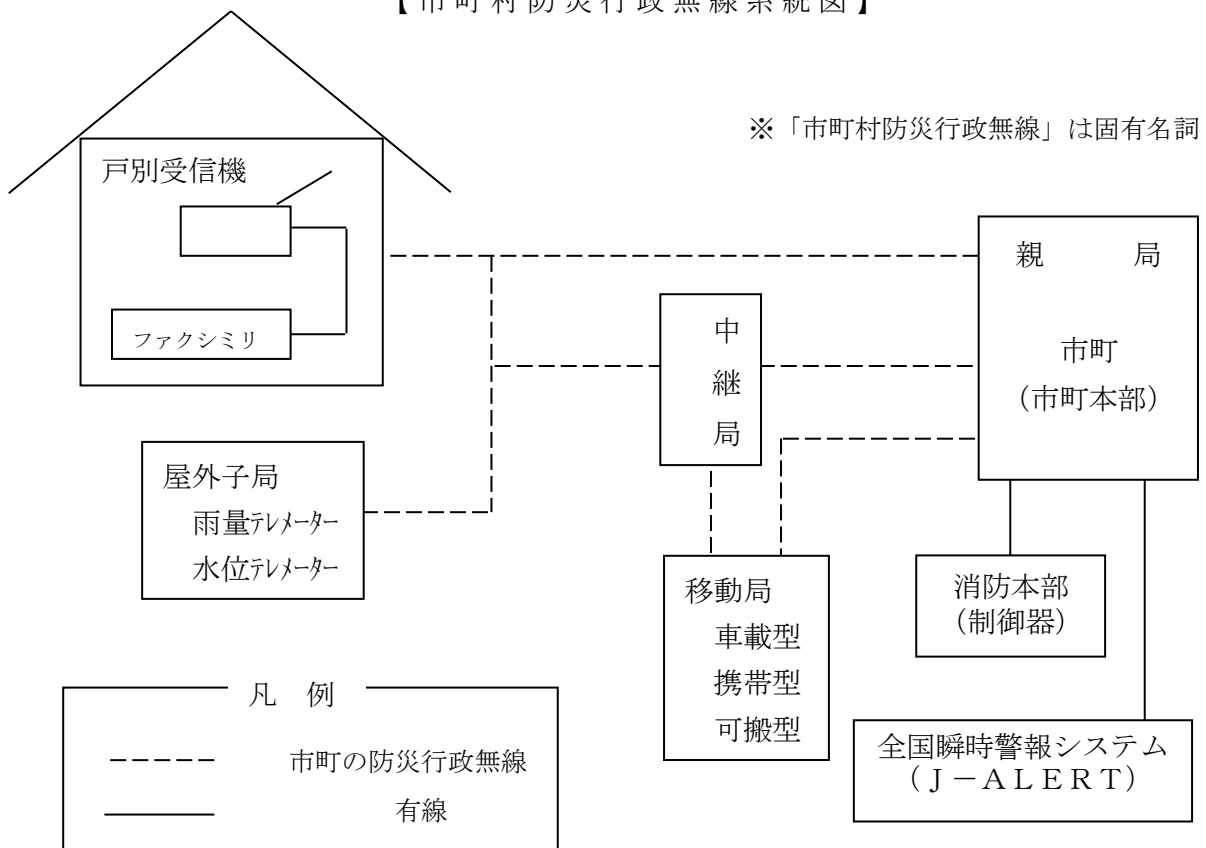 【市町村防災行政無線系統図】
※「市町村防災行政無線」は固有名詞
戸別受信機
ファクシミリ
親　　局
市町
（市町本部）
中
継
局
屋外子局
雨量ﾃﾚﾒｰﾀｰ
水位ﾃﾚﾒｰﾀｰ
移動局
車載型
携帯型
可搬型
消防本部
（制御器）
全国瞬時警報システム
（Ｊ－ＡＬＥＲＴ）
凡　例
市町の防災行政無線
有線